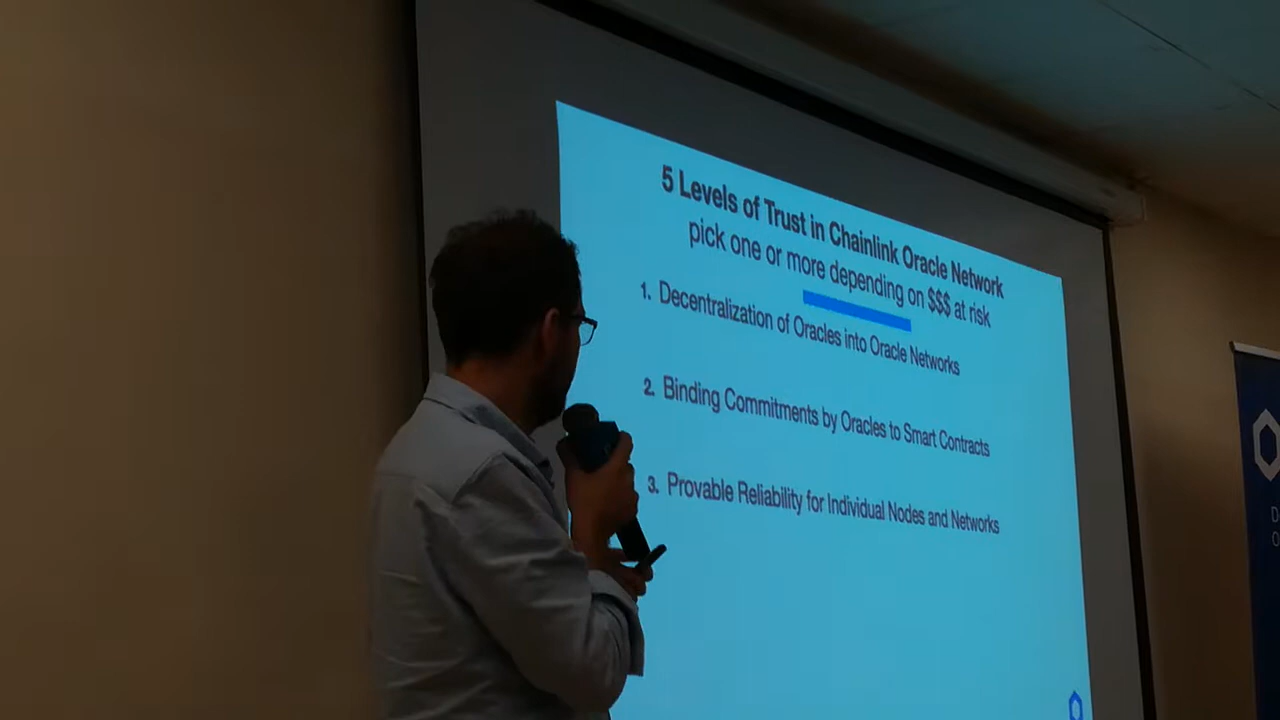 5 Levels of Trust in Chainlink Oracle Network
pick one or more depending on $$$ at risk
1. Decentralization of Oracles into Oracle Networks
2. Binding Commitments by Oracles to Smart Contracts
3. Provable Reliability for Individual Nodes and Networks
D
O